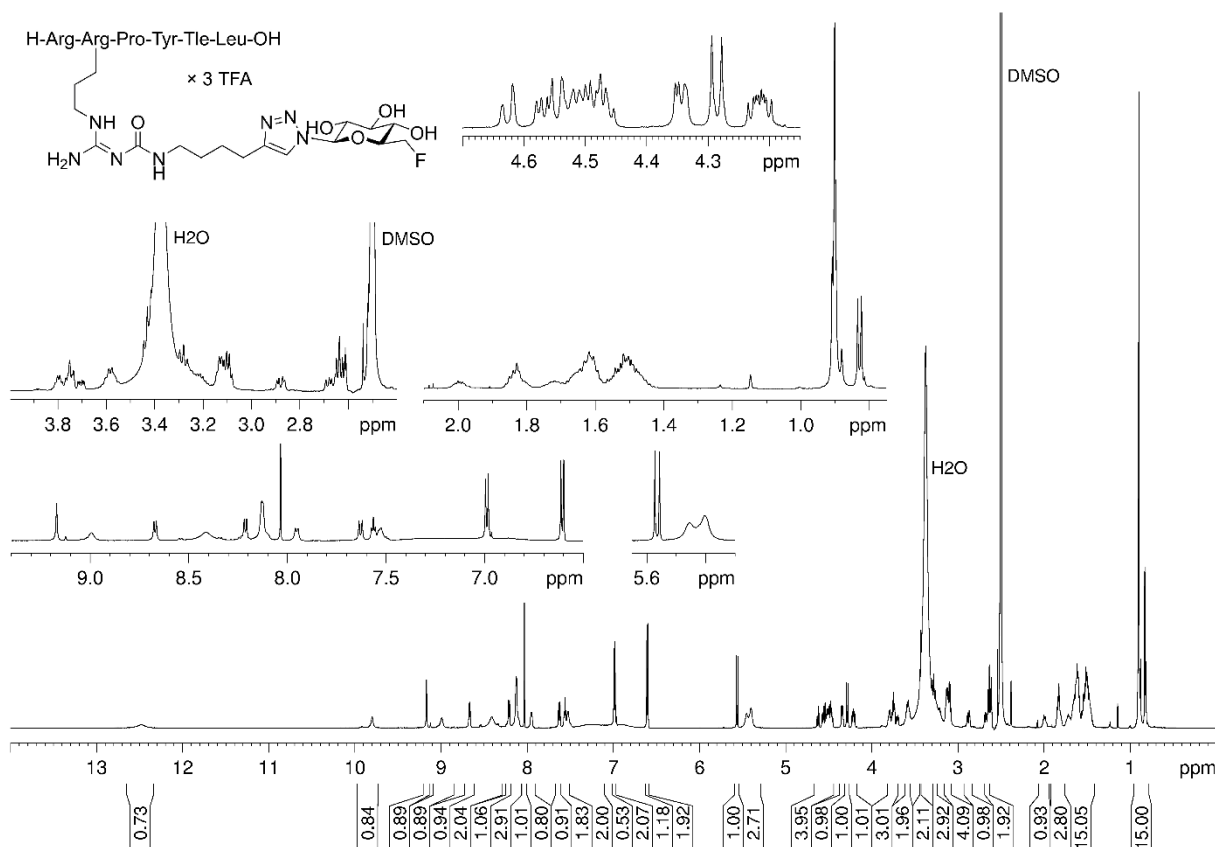 H-Arg-Arg-Pro-Tyr-Tle-Leu-OH
× 3 TFA
NH
O
NH2
N
NH
N=N
N
HO
OH
O
OH
F
4.6 4.5 4.4 4.3 ppm
DMSO
H2O
DMSO
3.8 3.6 3.4 3.2 3.0 2.8 ppm
2.0 1.8 1.6 1.4 1.2 1.0 ppm
H2O
9.0 8.5 8.0 7.5 7.0 ppm
5.6 ppm
13 12 11 10 9 8 7 6 5 4 3 2 1 ppm
0.73 0.84 0.89 0.89 0.94 2.04 1.06 2.91 1.01 0.80 0.91 1.83 2.00 0.53 2.07 1.18 1.92 1.00 2.71 3.95 0.98 1.00 1.01 3.01 1.96 2.11 2.92 4.09 0.98 1.92 0.93 2.80 15.05 15.00